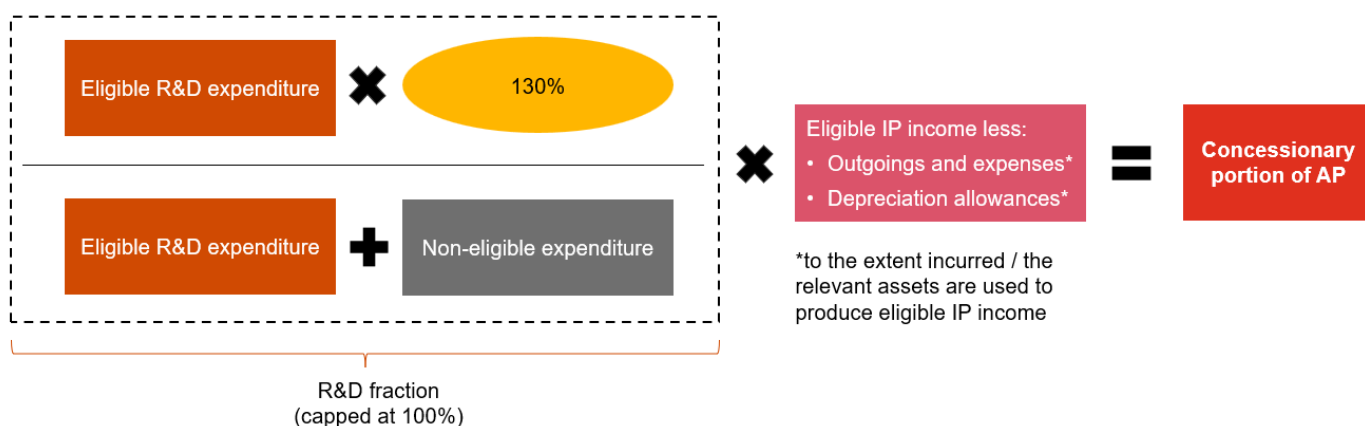 Eligible R&D expenditure
130%
Eligible R&D expenditure
Non-eligible expenditure
R&D fraction
(capped at 100%)
Eligible IP income less:
• Outgoings and expenses*
• Depreciation allowances*
*to the extent incurred / the
relevant assets are used to
produce eligible IP income
Concessionary
portion of AP